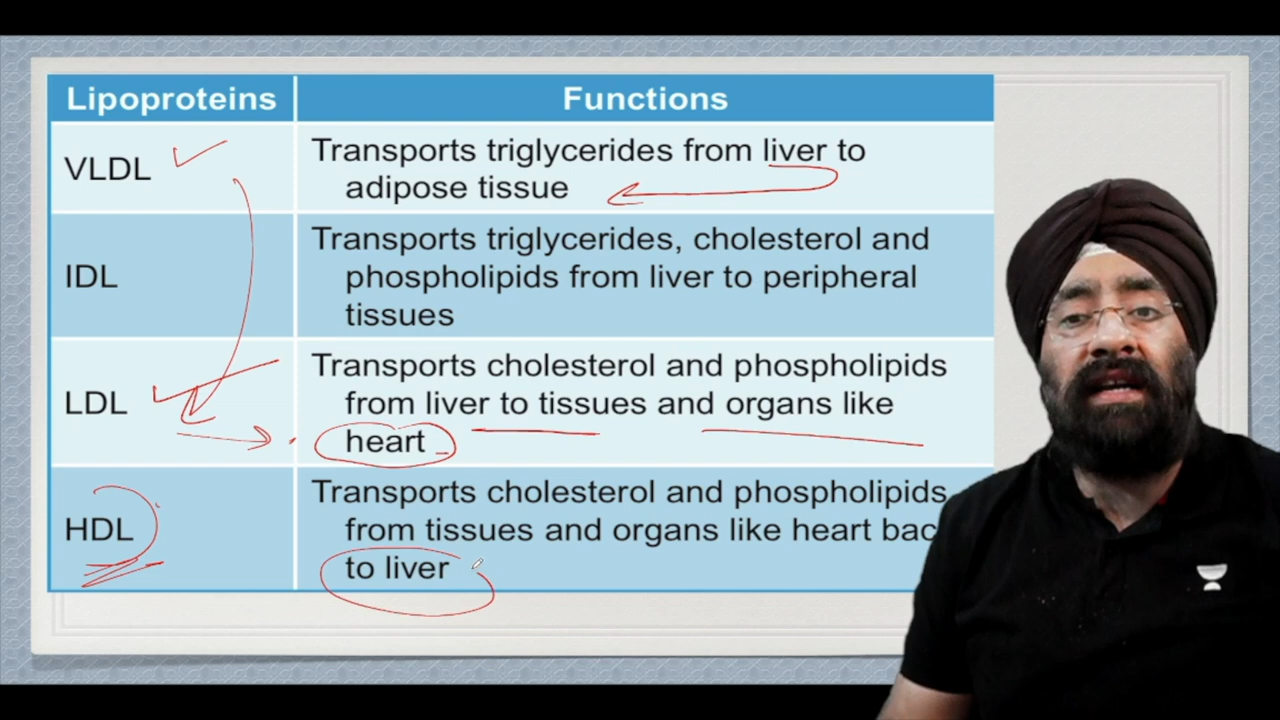 Lipoproteins
Functions
VLDL
Transports triglycerides from liver to
adipose tissue
IDL
Transports triglycerides, cholesterol and
phospholipids from liver to peripheral
tissues
LDL
Transports cholesterol and phospholipids
from liver to tissues and organs like
heart
HDL
Transports cholesterol and phospholipids
from tissues and organs like heart bac
to liver